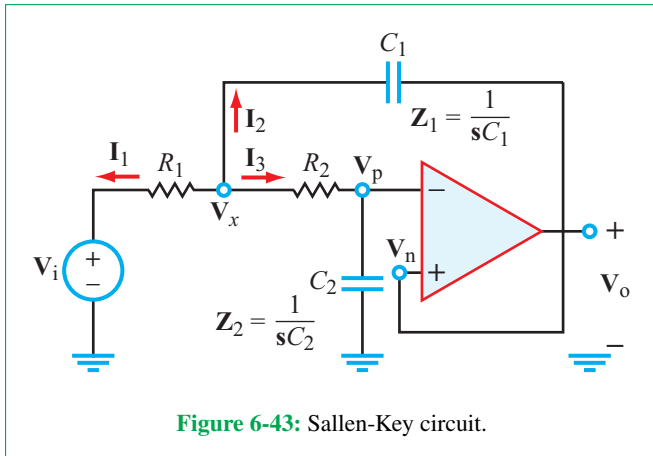 C1
Z1 = 1/sC1
I2
I1
R1
I3
R2
Vp
Vx
−
Vn
+
Vi
+
−
C2
Z2 = 1/sC2
+
Vo
−
Figure 6-43: Sallen-Key circuit.